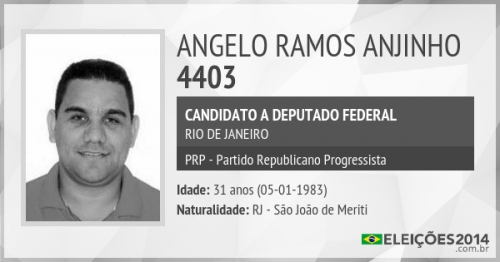 ANGELO RAMOS ANJINHO
4403
CANDIDATO A DEPUTADO FEDERAL
RIO DE JANEIRO
PRP - Partido Republicano Progressista
Idade: 31 anos (05-01-1983)
Naturalidade: RJ - São João de Meriti
ELEIÇÕES2014
.com.br